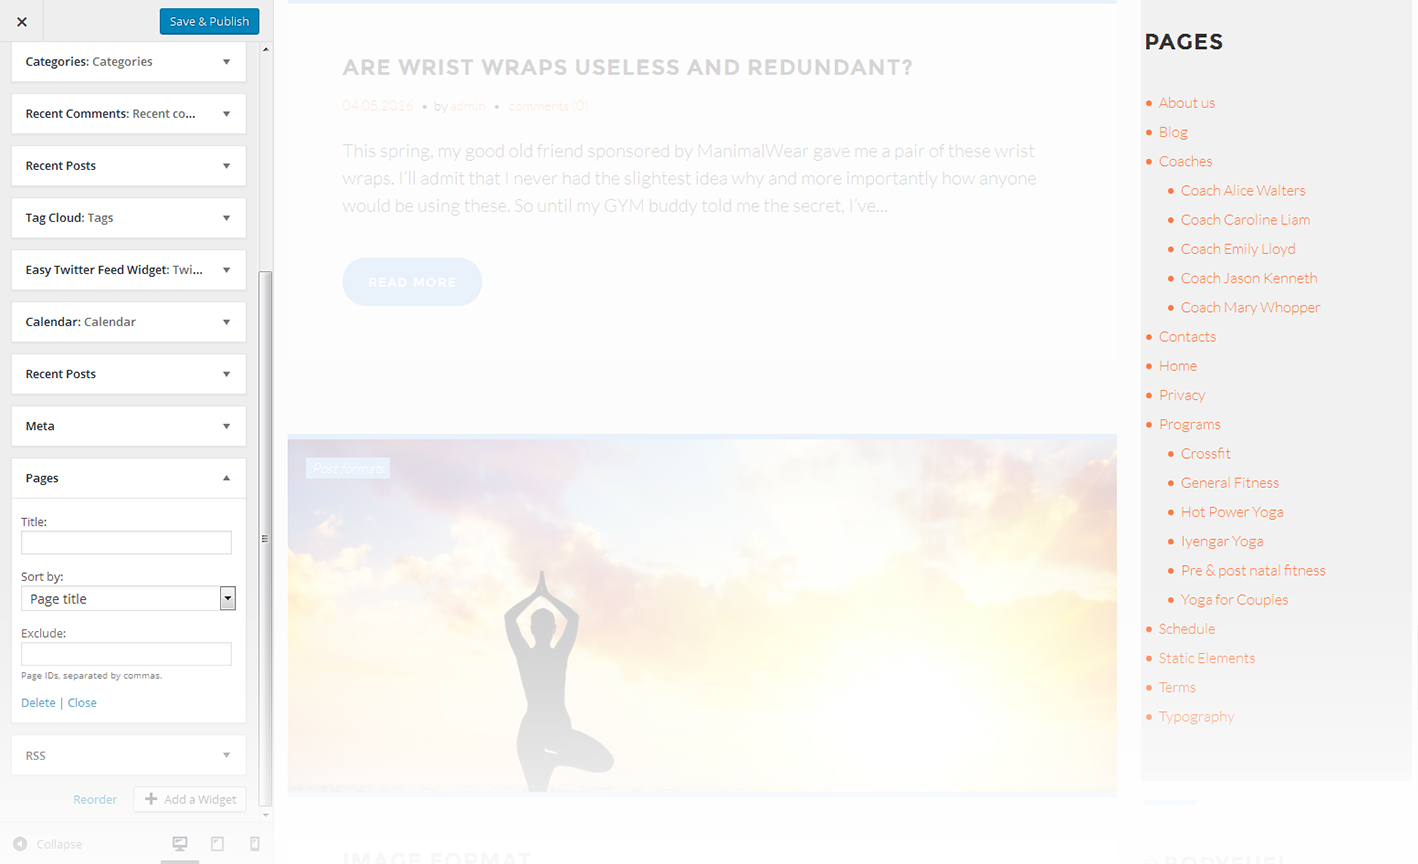 Save & Publish
Categories: Categories
Recent Comments: Recent co...
Recent Posts
Tag Cloud: Tags
Easy Twitter Feed Widget: Twi...
Calendar: Calendar
Recent Posts
Meta
Pages
Title:
Sort by:
Page title
Exclude:
Page IDs, separated by commas.
Delete | Close
RSS
Reorder
Add a Widget
Collapse
ARE WRIST WRAPS USELESS AND REDUNDANT?
04.05.2016 • by admin • comments (0)
This spring, my good old friend sponsored by ManimalWear gave me a pair of these wrist
wraps. I'll admit that I never had the slightest idea why and more importantly how anyone
would be using these. So until my GYM buddy told me the secret, I've...
READ MORE
Post formats
IMAGE FORMAT
PAGES
About us
Blog
Coaches
Coach Alice Walters
Coach Caroline Liam
Coach Emily Lloyd
Coach Jason Kenneth
Coach Mary Whopper
Contacts
Home
Privacy
Programs
Crossfit
General Fitness
Hot Power Yoga
Iyengar Yoga
Pre & post natal fitness
Yoga for Couples
Schedule
Static Elements
Terms
Typography